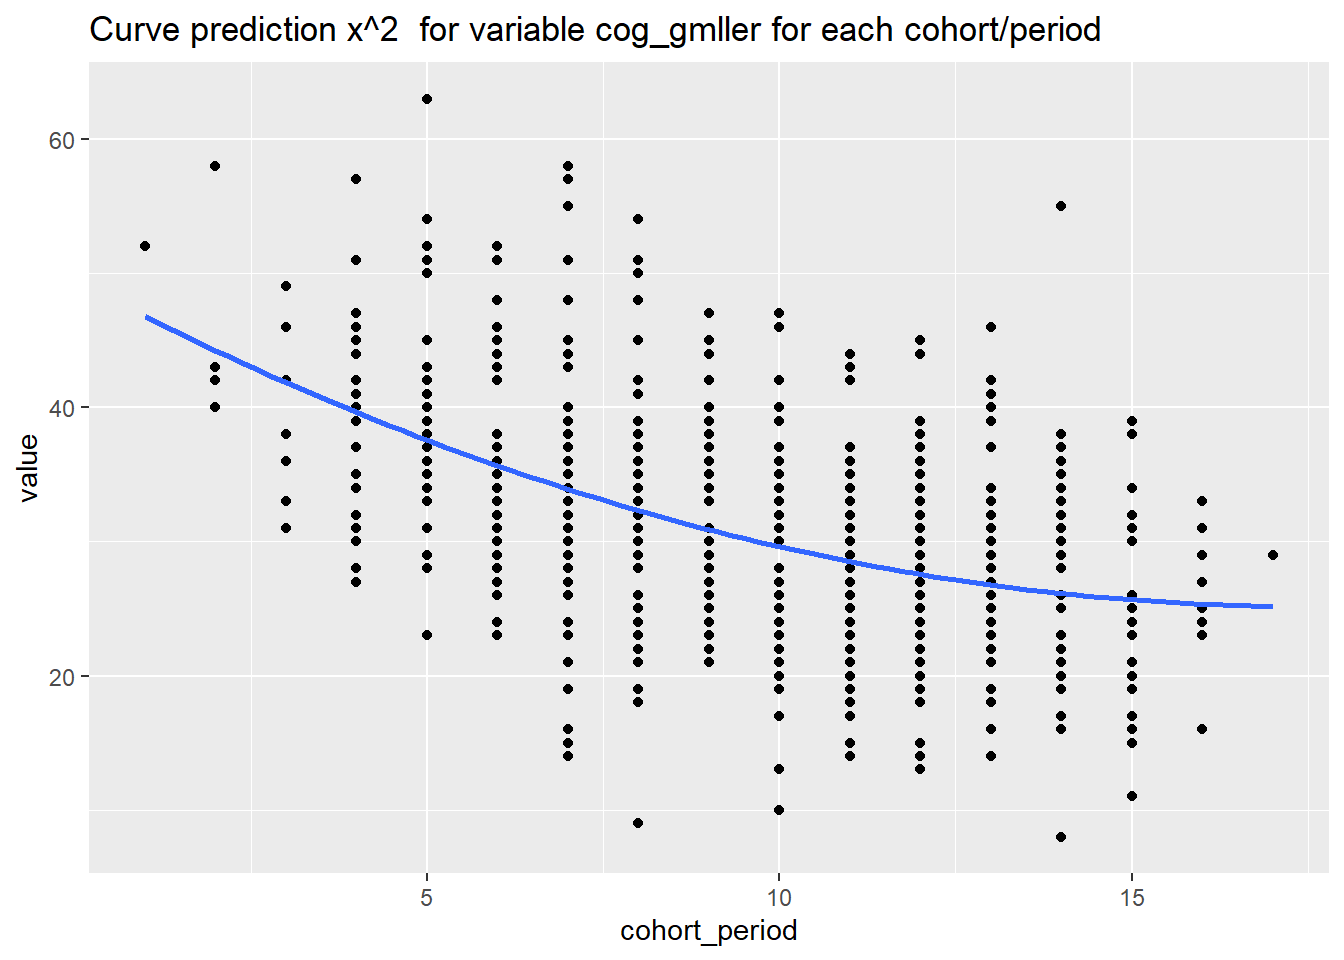 Curve prediction x^2  for variable cog_gmller for each cohort/period
60
40
20
value
5 10 15
cohort_period